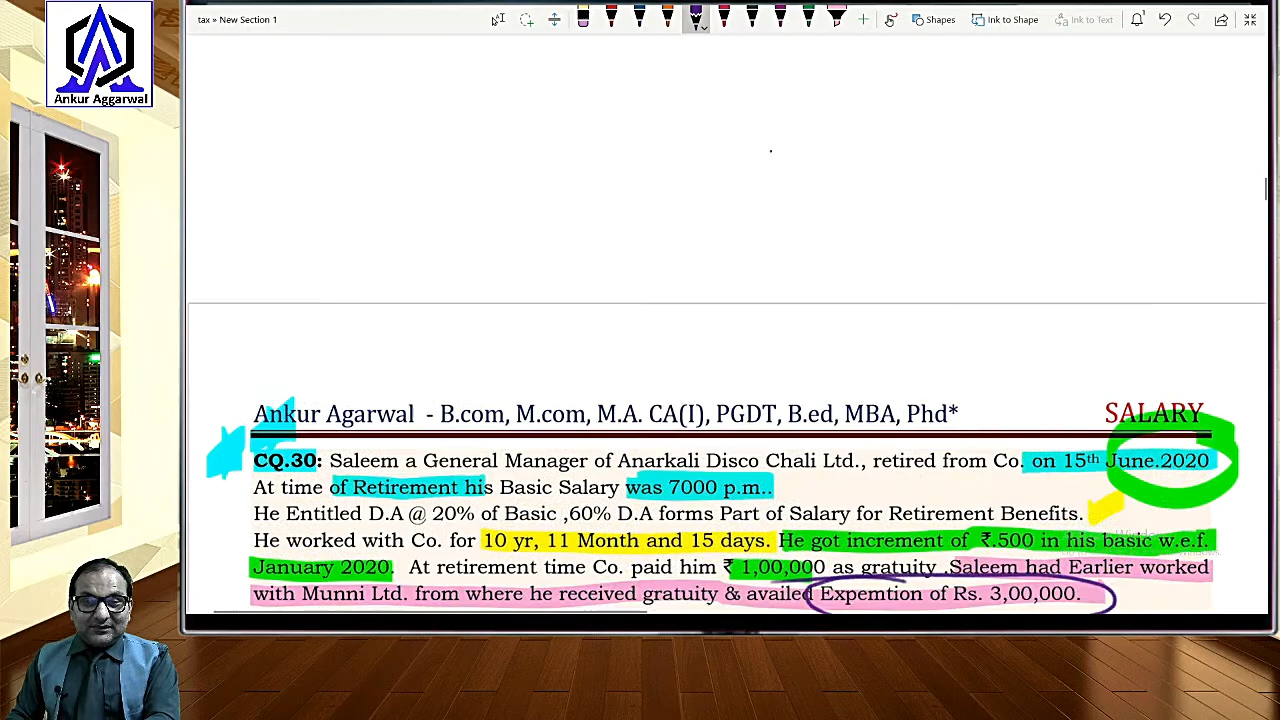 tax » New Section 1
Shapes
Ink to Shape
Ink to Text
Ankur Aggarwal
Ankur Agarwal - B.com, M.com, M.A. CA(I), PGDT, B.ed, MBA, Phd* SALARY
CQ.30: Saleem a General Manager of Anarkali Disco Chali Ltd., retired from Co. on 15th June.2020
At time of Retirement his Basic Salary was 7000 p.m..
He Entitled D.A @ 20% of Basic ,60% D.A forms Part of Salary for Retirement Benefits.
He worked with Co. for 10 yr, 11 Month and 15 days. He got increment of ₹.500 in his basic w.e.f.
January 2020. At retirement time Co. paid him ₹ 1,00,000 as gratuity .Saleem had Earlier worked
with Munni Ltd. from where he received gratuity & availed Expemtion of Rs. 3,00,000.